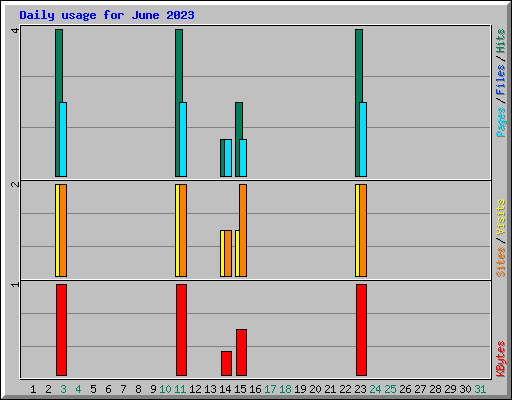 Daily usage for June 2023
4
Pages/Files/Hits
2
Sites/Visits
1
KBytes
1 2 3 4 5 6 7 8 9 10 11 12 13 14 15 16 17 18 19 20 21 22 23 24 25 26 27 28 29 30 31